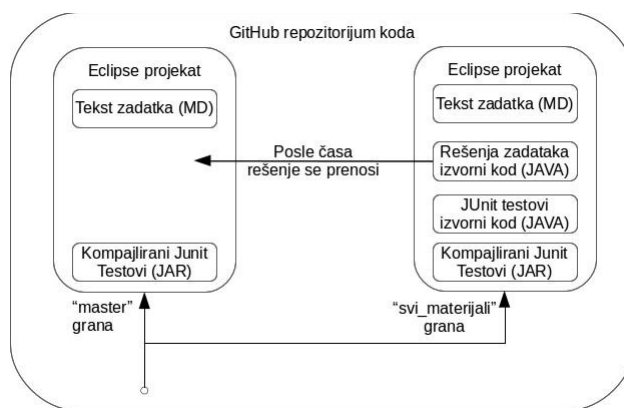 GitHub repozitorijum koda
Eclipse projekat
Tekst zadatka (MD)
Kompajlirani Junit
Testovi (JAR)
Posle časa
rešenje se prenosi
Eclipse projekat
Tekst zadatka (MD)
Rešenja zadataka
izvorni kod (JAVA)
JUnit testovi
izvorni kod (JAVA)
Kompajlirani Junit
Testovi (JAR)
“master”
grana
“svi_materijali”
grana